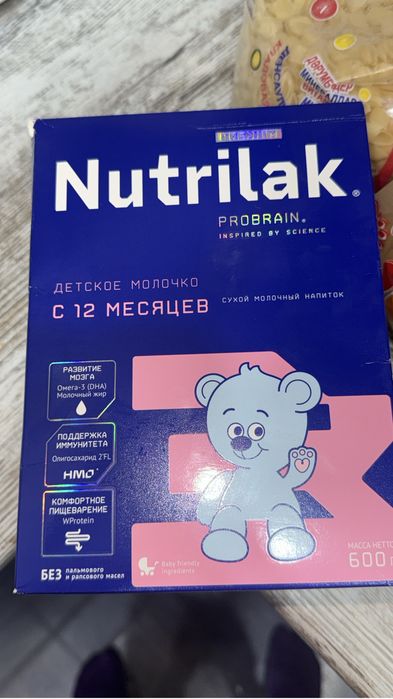 PREMIUM
Nutrilak®
PROBRAIN®
INSPIRED BY SCIENCE
ДЕТСКОЕ МОЛОЧКО
С 12 МЕСЯЦЕВ
СУХОЙ МОЛОЧНЫЙ НАПИТОК
РАЗВИТИЕ
МОЗГА
Омега-3 (DHA)
Молочный жир
ПОДДЕРЖКА
ИММУНИТЕТА
Олигосахарид 2'FL
HMO
КОМФОРТНОЕ
ПИЩЕВАРЕНИЕ
WProtein
3
БЕЗ пальмового
и рапсового масел
Baby friendly
ingredients
МАССА НЕТТО
600 г